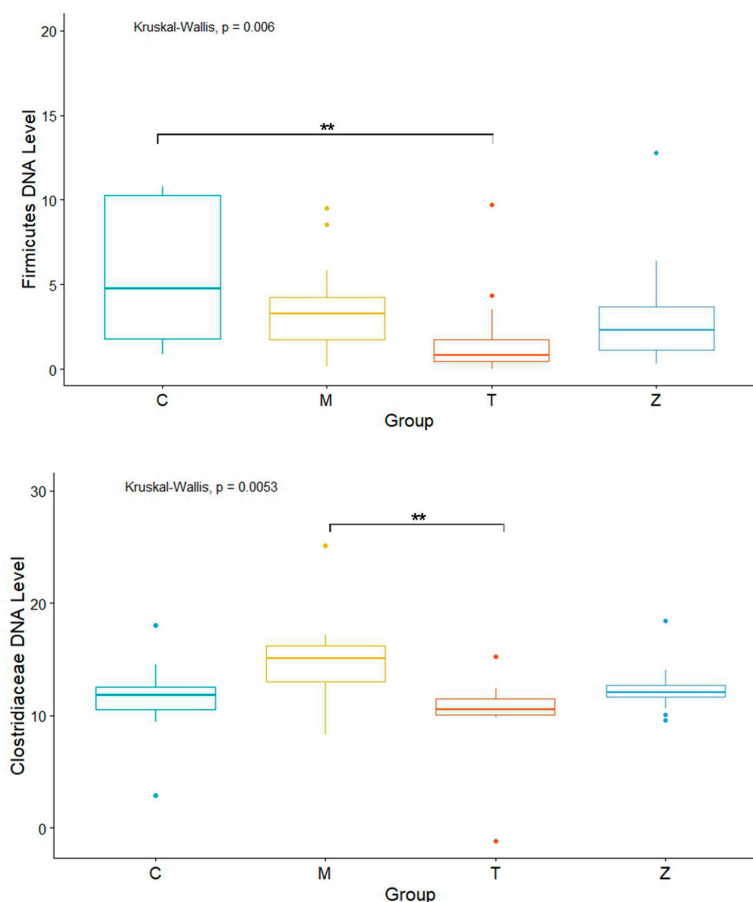 Kruskal-Wallis, p = 0.006
20
15
**
10
5
0
Firmicutes DNA Level
C M T Z
Group
Kruskal-Wallis, p = 0.0053
30
**
20
10
0
Clostridiaceae DNA Level
C M T Z
Group